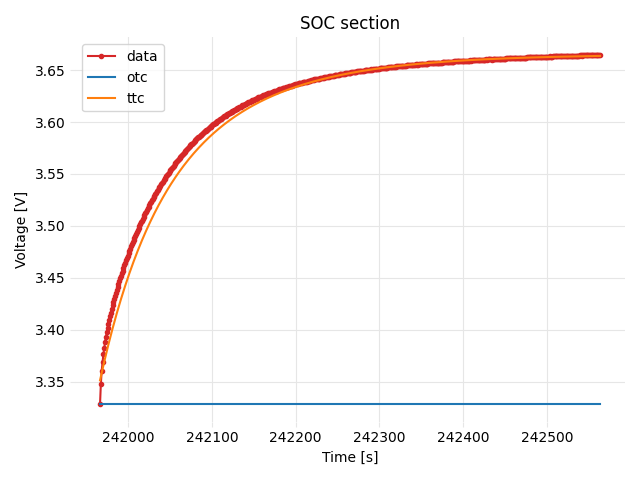 SOC section
data
otc
ttc
Voltage [V]
3.65
3.60
3.55
3.50
3.45
3.40
3.35
242000 242100 242200 242300 242400 242500
Time [s]